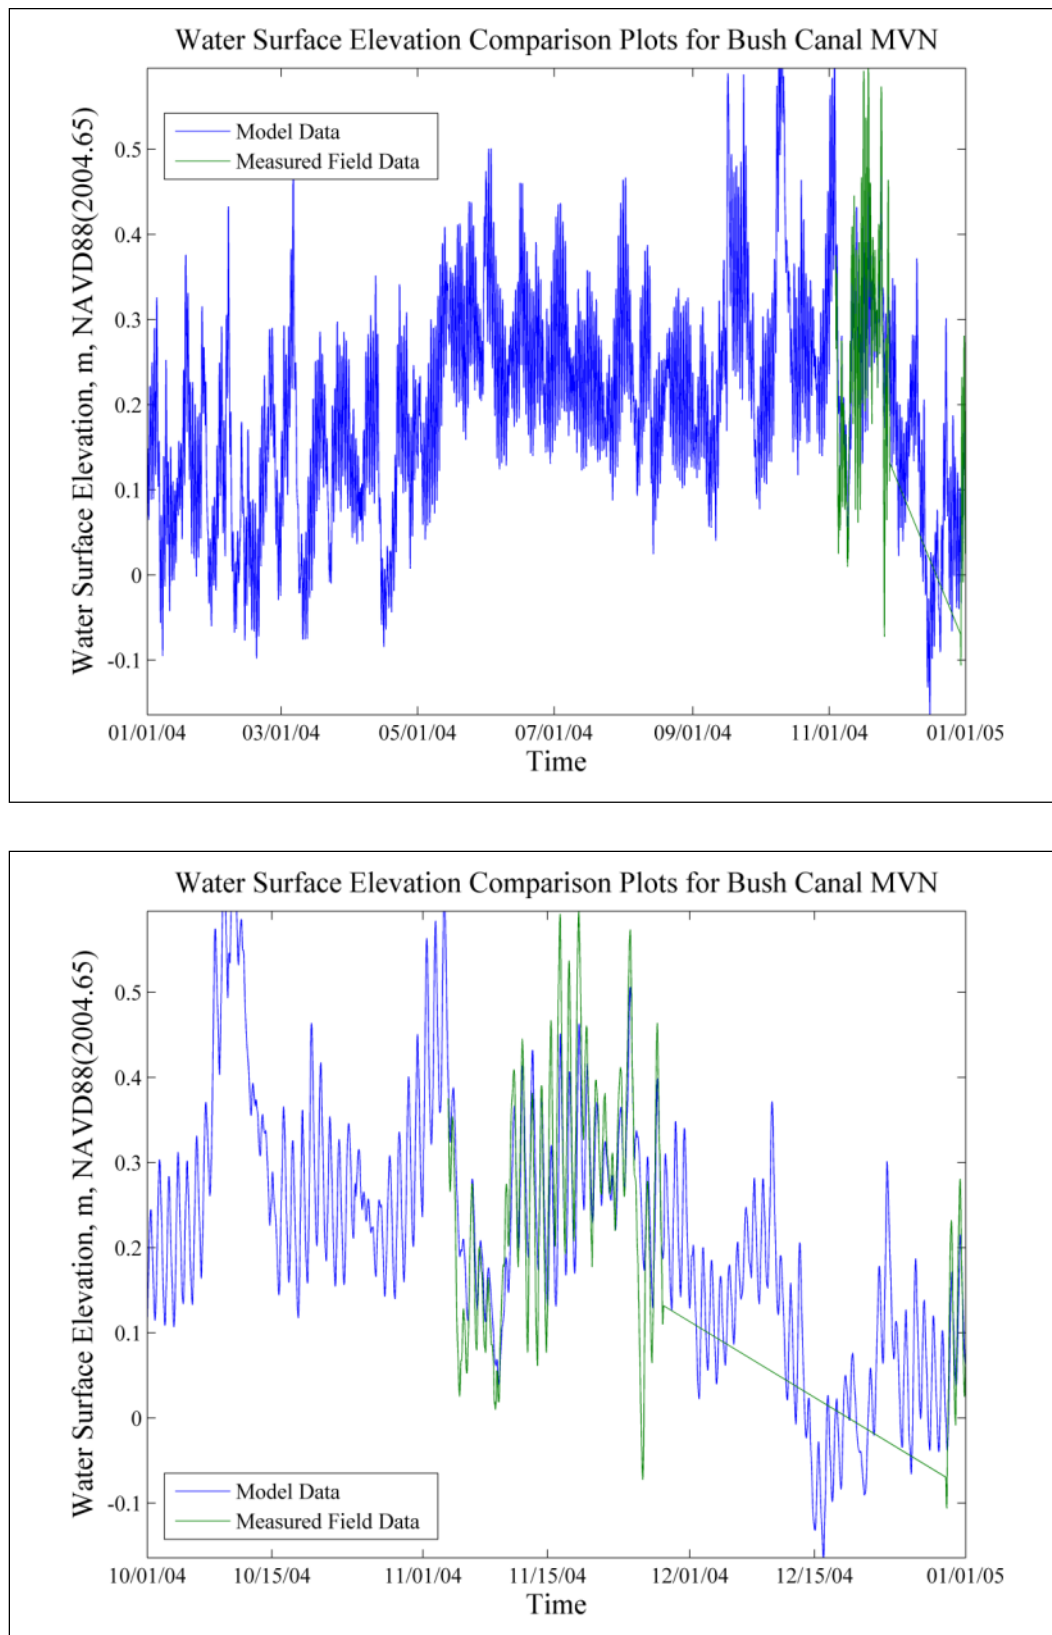 Water Surface Elevation Comparison Plots for Bush Canal MVN
Water Surface Elevation, m, NAVD88(2004.65)
0.5
0.4
0.3
0.2
0.1
0
-0.1
Model Data
Measured Field Data
01/01/04 03/01/04 05/01/04 07/01/04 09/01/04 11/01/04 01/01/05
Time
Water Surface Elevation Comparison Plots for Bush Canal MVN
Water Surface Elevation, m, NAVD88(2004.65)
0.5
0.4
0.3
0.2
0.1
0
-0.1
Model Data
Measured Field Data
10/01/04 10/15/04 11/01/04 11/15/04 12/01/04 12/15/04 01/01/05
Time